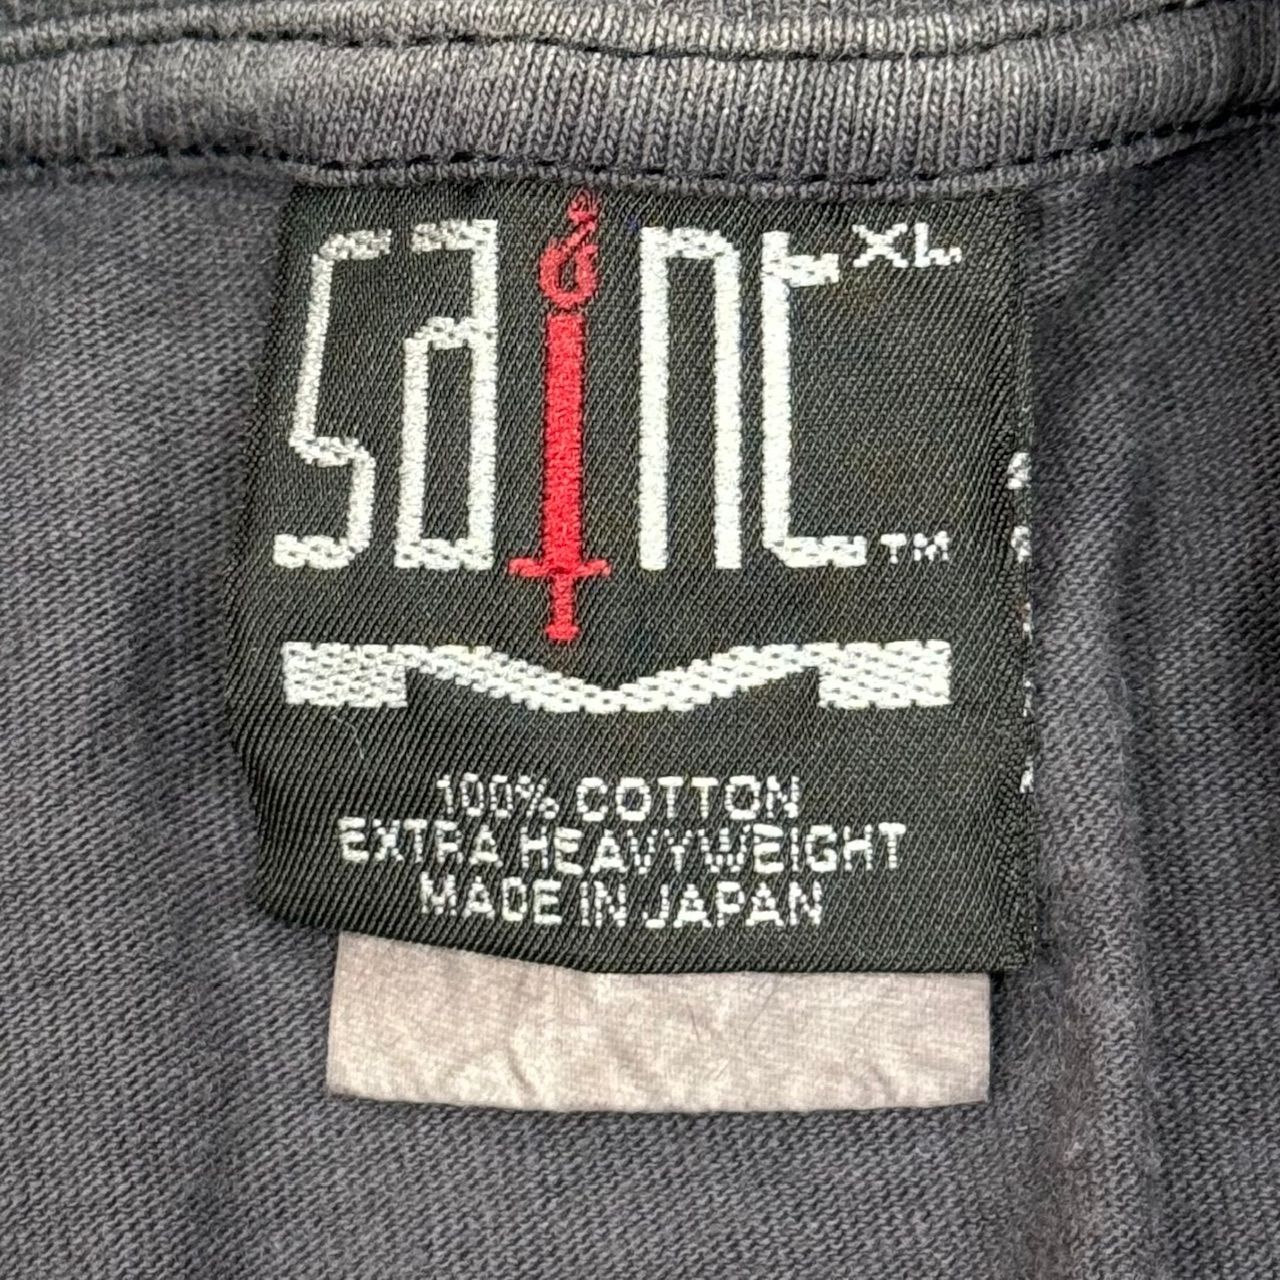 SaINt XL
TM
100% COTTON
EXTRA HEAVYWEIGHT
MADE IN JAPAN